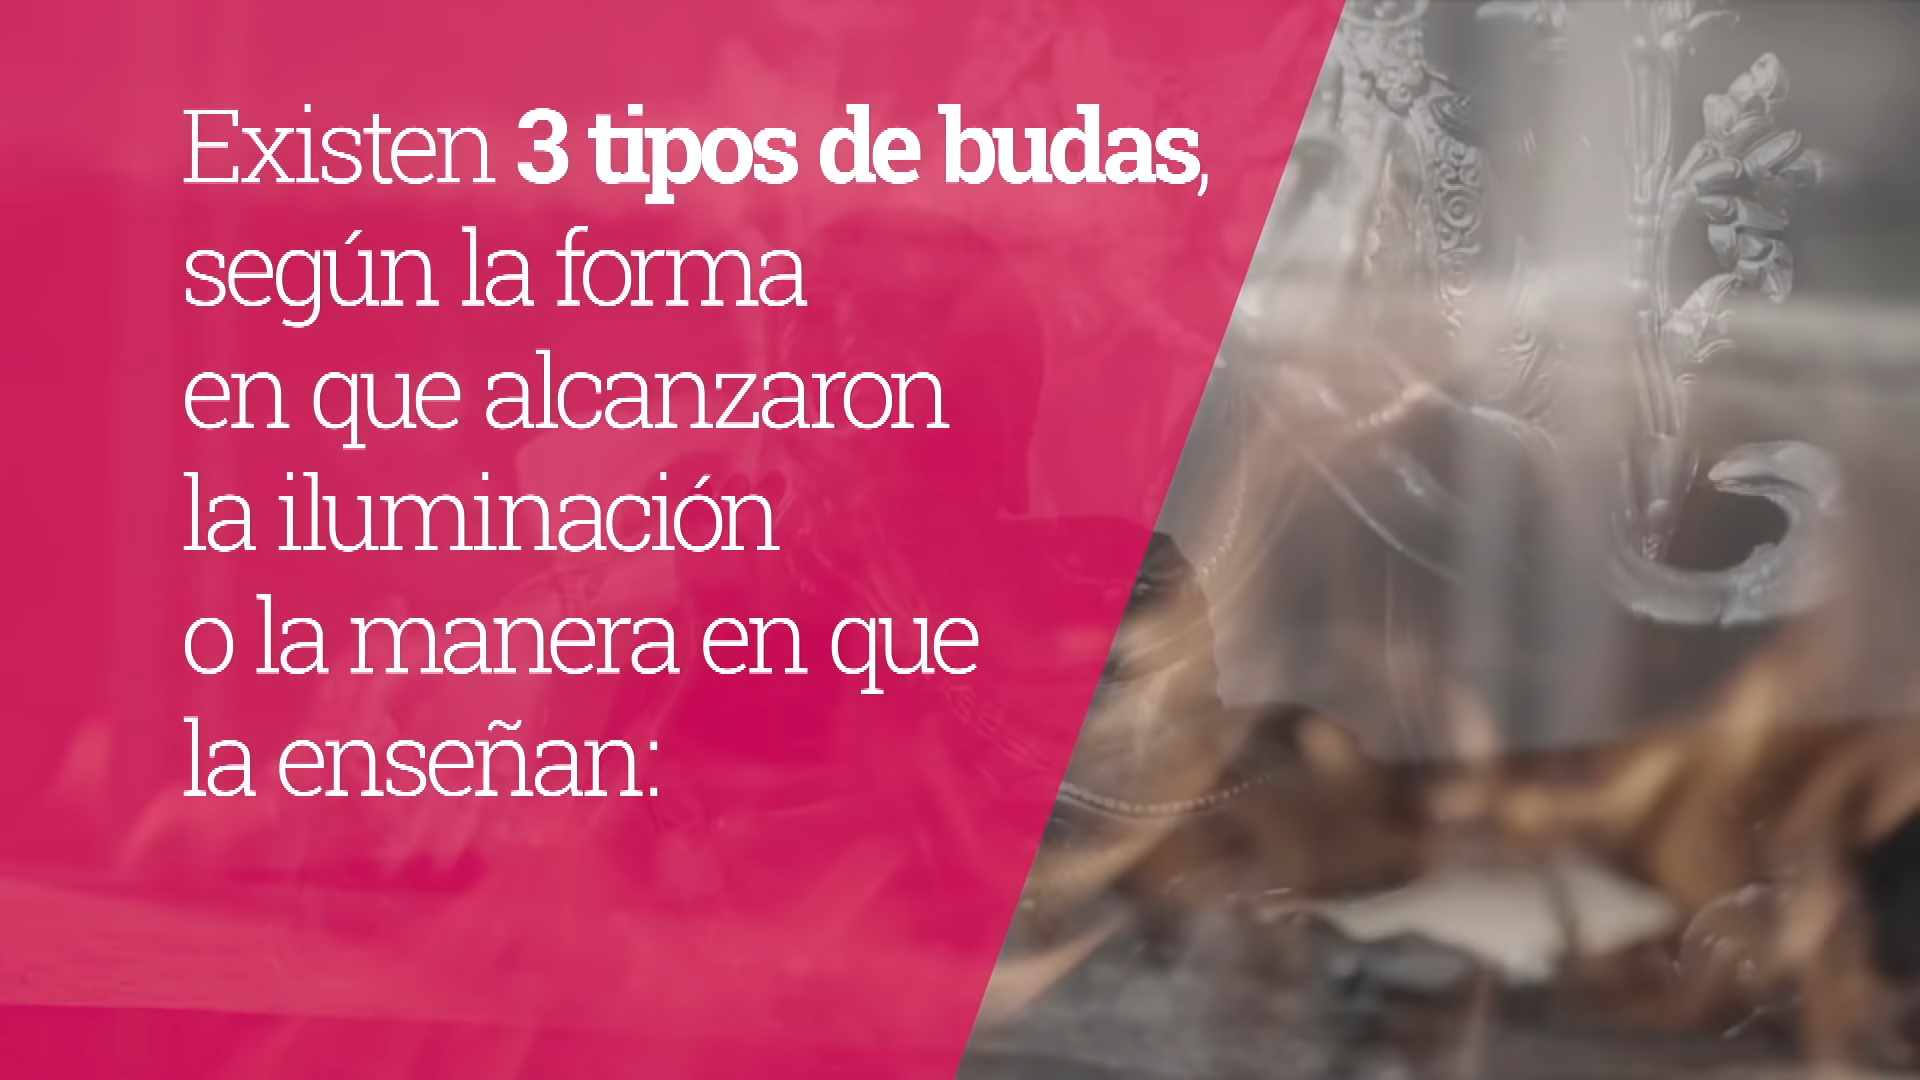 Existen 3 tipos de budas,
según la forma
en que alcanzaron
la iluminación
o la manera en que
la enseñan: